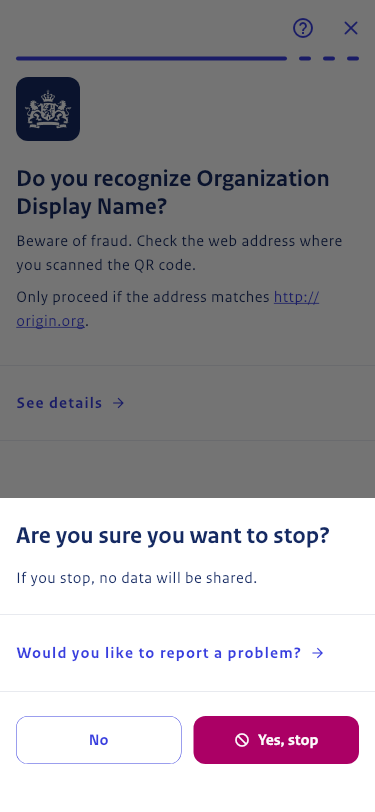 Do you recognize Organization
Display Name?
Beware of fraud. Check the web address where
you scanned the QR code.
Only proceed if the address matches http://
origin.org.
See details
Are you sure you want to stop?
If you stop, no data will be shared.
Would you like to report a problem?
No
Yes, stop